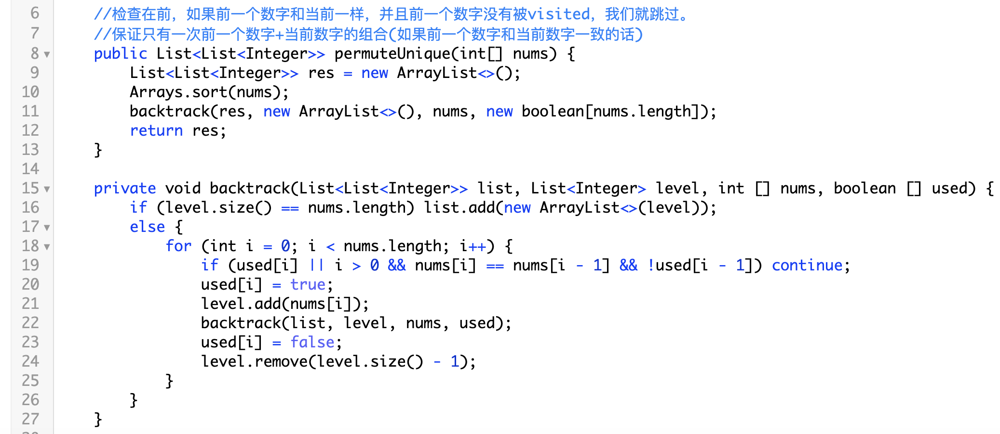 6 //检查在前，如果前一个数字和当前一样，并且前一个数字没有被visited，我们就跳过。
7 //保证只有一次前一个数字+当前数字的组合(如果前一个数字和当前数字一致的话)
8 public List<List<Integer>> permuteUnique(int[] nums) {
9 List<List<Integer>> res = new ArrayList<>();
10 Arrays.sort(nums);
11 backtrack(res, new ArrayList<>(), nums, new boolean[nums.length]);
12 return res;
13 }
14
15 private void backtrack(List<List<Integer>> list, List<Integer> level, int [] nums, boolean [] used) {
16 if (level.size() == nums.length) list.add(new ArrayList<>(level));
17 else {
18 for (int i = 0; i < nums.length; i++) {
19 if (used[i] || i > 0 && nums[i] == nums[i - 1] && !used[i - 1]) continue;
20 used[i] = true;
21 level.add(nums[i]);
22 backtrack(list, level, nums, used);
23 used[i] = false;
24 level.remove(level.size() - 1);
25 }
26 }
27 }